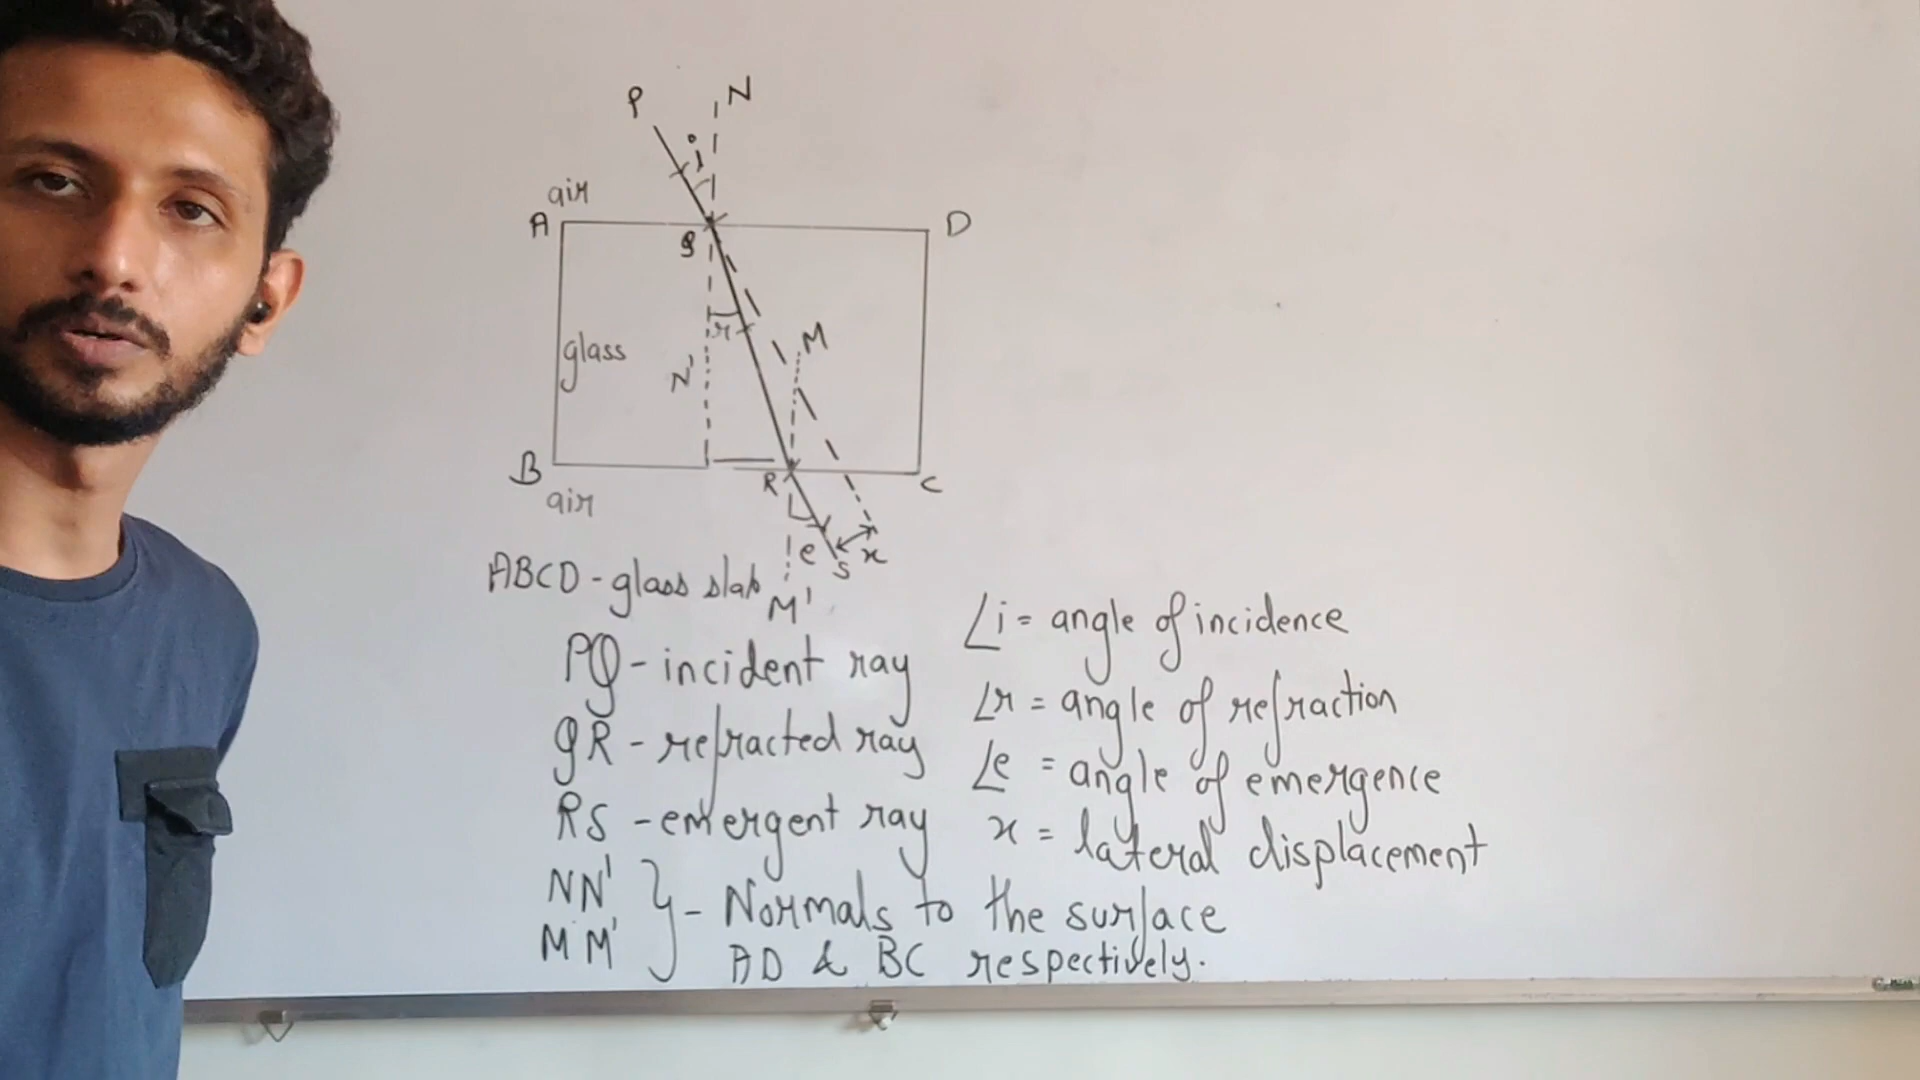 P
N
i
air
A
D
Q
r
M
glass
N'
B
R
C
air
e
S
x
ABCD - glass slab
M'
∠i = angle of incidence
PQ - incident ray
∠r = angle of refraction
QR - refracted ray
∠e = angle of emergence
RS - emergent ray
x = lateral displacement
NN'
MM'
} - Normals to the surface
AD & BC respectively.